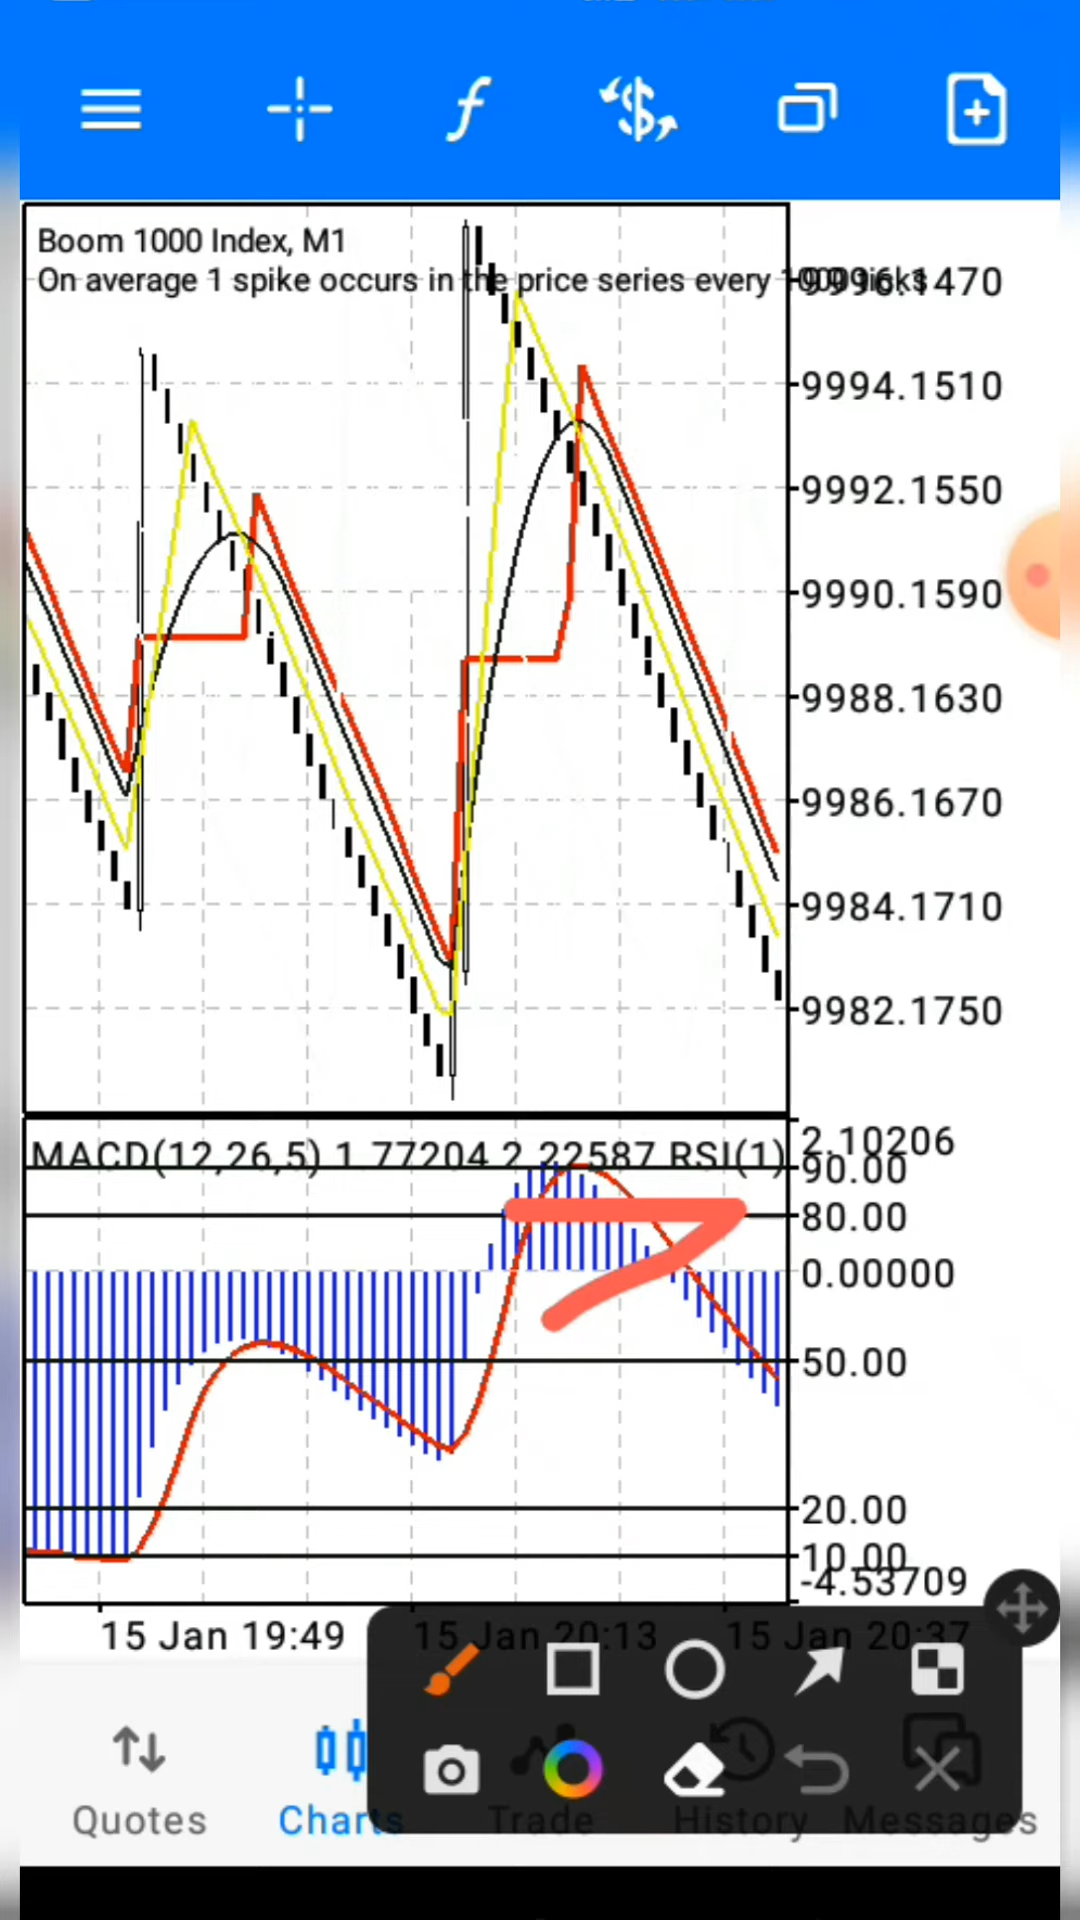 Boom 1000 Index, M1
On average 1 spike occurs in the price series every 1000 ticks
9996.1470
9994.1510
9992.1550
9990.1590
9988.1630
9986.1670
9984.1710
9982.1750
MACD(12,26,5) 1.77204 2.22587 RSI(1)
2.10206
90.00
80.00
0.00000
50.00
20.00
10.00
-4.53709
15 Jan 19:49
15 Jan 20:13
15 Jan 20:37
Quotes
Charts
Trade
History
Messages